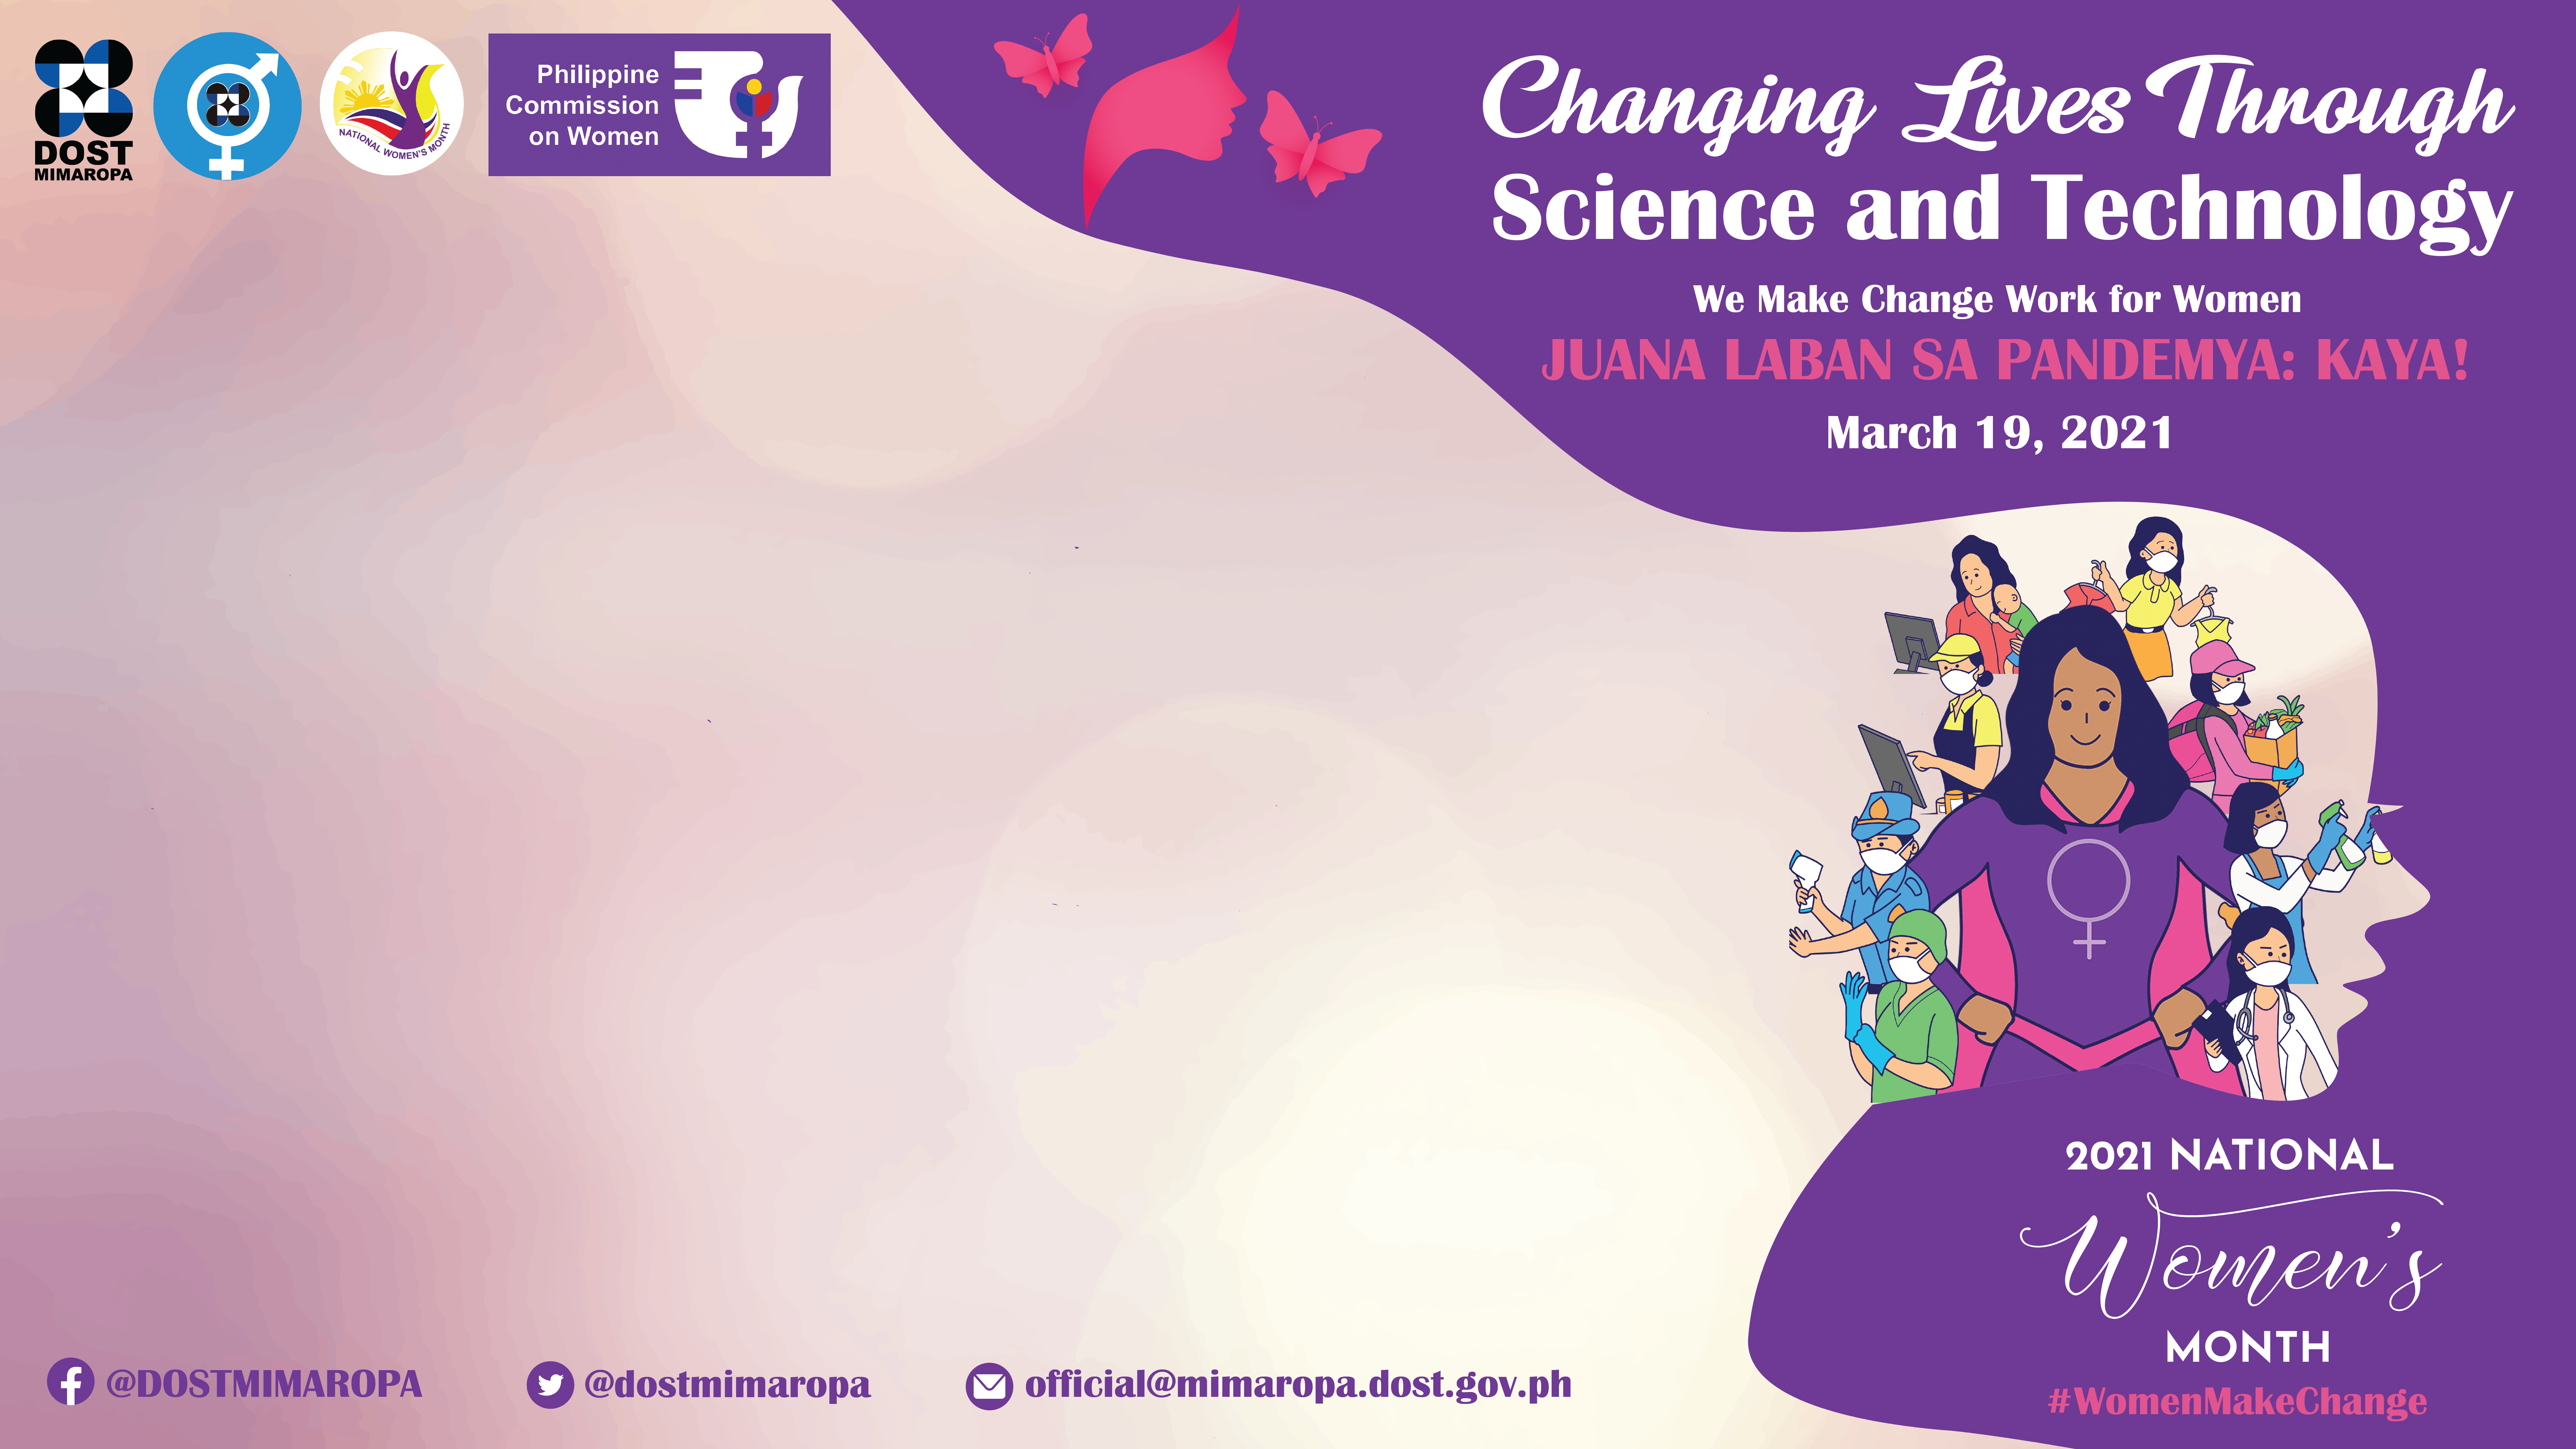 DOST
MIMAROPA
NATIONAL WOMEN'S MONTH
Philippine
Commission
on Women
Changing Lives Through
Science and Technology
We Make Change Work for Women
JUANA LABAN SA PANDEMYA: KAYA!
March 19, 2021
2021 NATIONAL
Women's
MONTH
#WomenMakeChange
@DOSTMIMAROPA
@dostmimaropa
official@mimaropa.dost.gov.ph